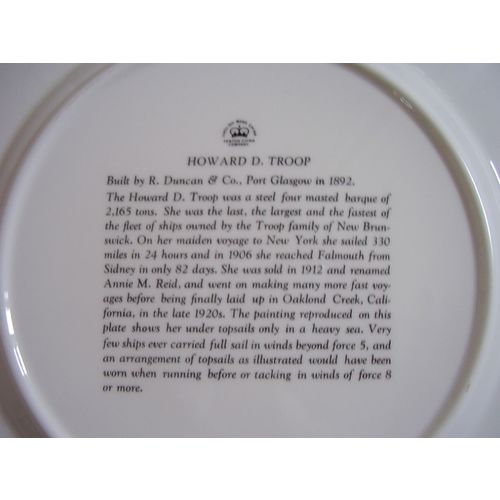 FENTON CHINA
COMPANY
HOWARD D. TROOP
Built by R. Duncan & Co., Port Glasgow in 1892.
The Howard D. Troop was a steel four masted barque of
2,165 tons. She was the last, the largest and the fastest of
the fleet of ships owned by the Troop family of New Brun-
swick. On her maiden voyage to New York she sailed 330
miles in 24 hours and in 1906 she reached Falmouth from
Sidney in only 82 days. She was sold in 1912 and renamed
Annie M. Reid, and went on making many more fast voy-
ages before being finally laid up in Oaklond Creek, Cali-
fornia, in the late 1920s. The painting reproduced on this
plate shows her under topsails only in a heavy sea. Very
few ships ever carried full sail in winds beyond force 5, and
an arrangement of topsails as illustrated would have been
worn when running before or tacking in winds of force 8
or more.